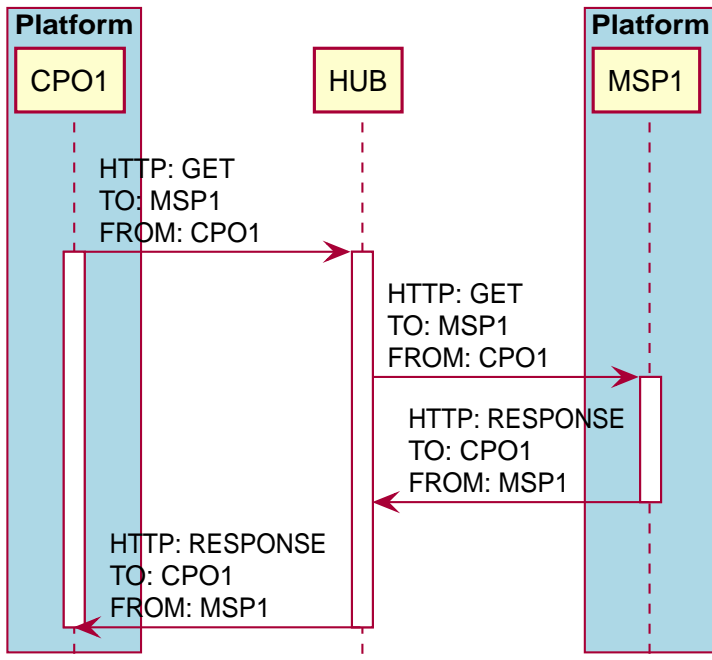 Platform
Platform
CPO1
HUB
MSP1
HTTP: GET
TO: MSP1
FROM: CPO1
HTTP: GET
TO: MSP1
FROM: CPO1
HTTP: RESPONSE
TO: CPO1
FROM: MSP1
HTTP: RESPONSE
TO: CPO1
FROM: MSP1